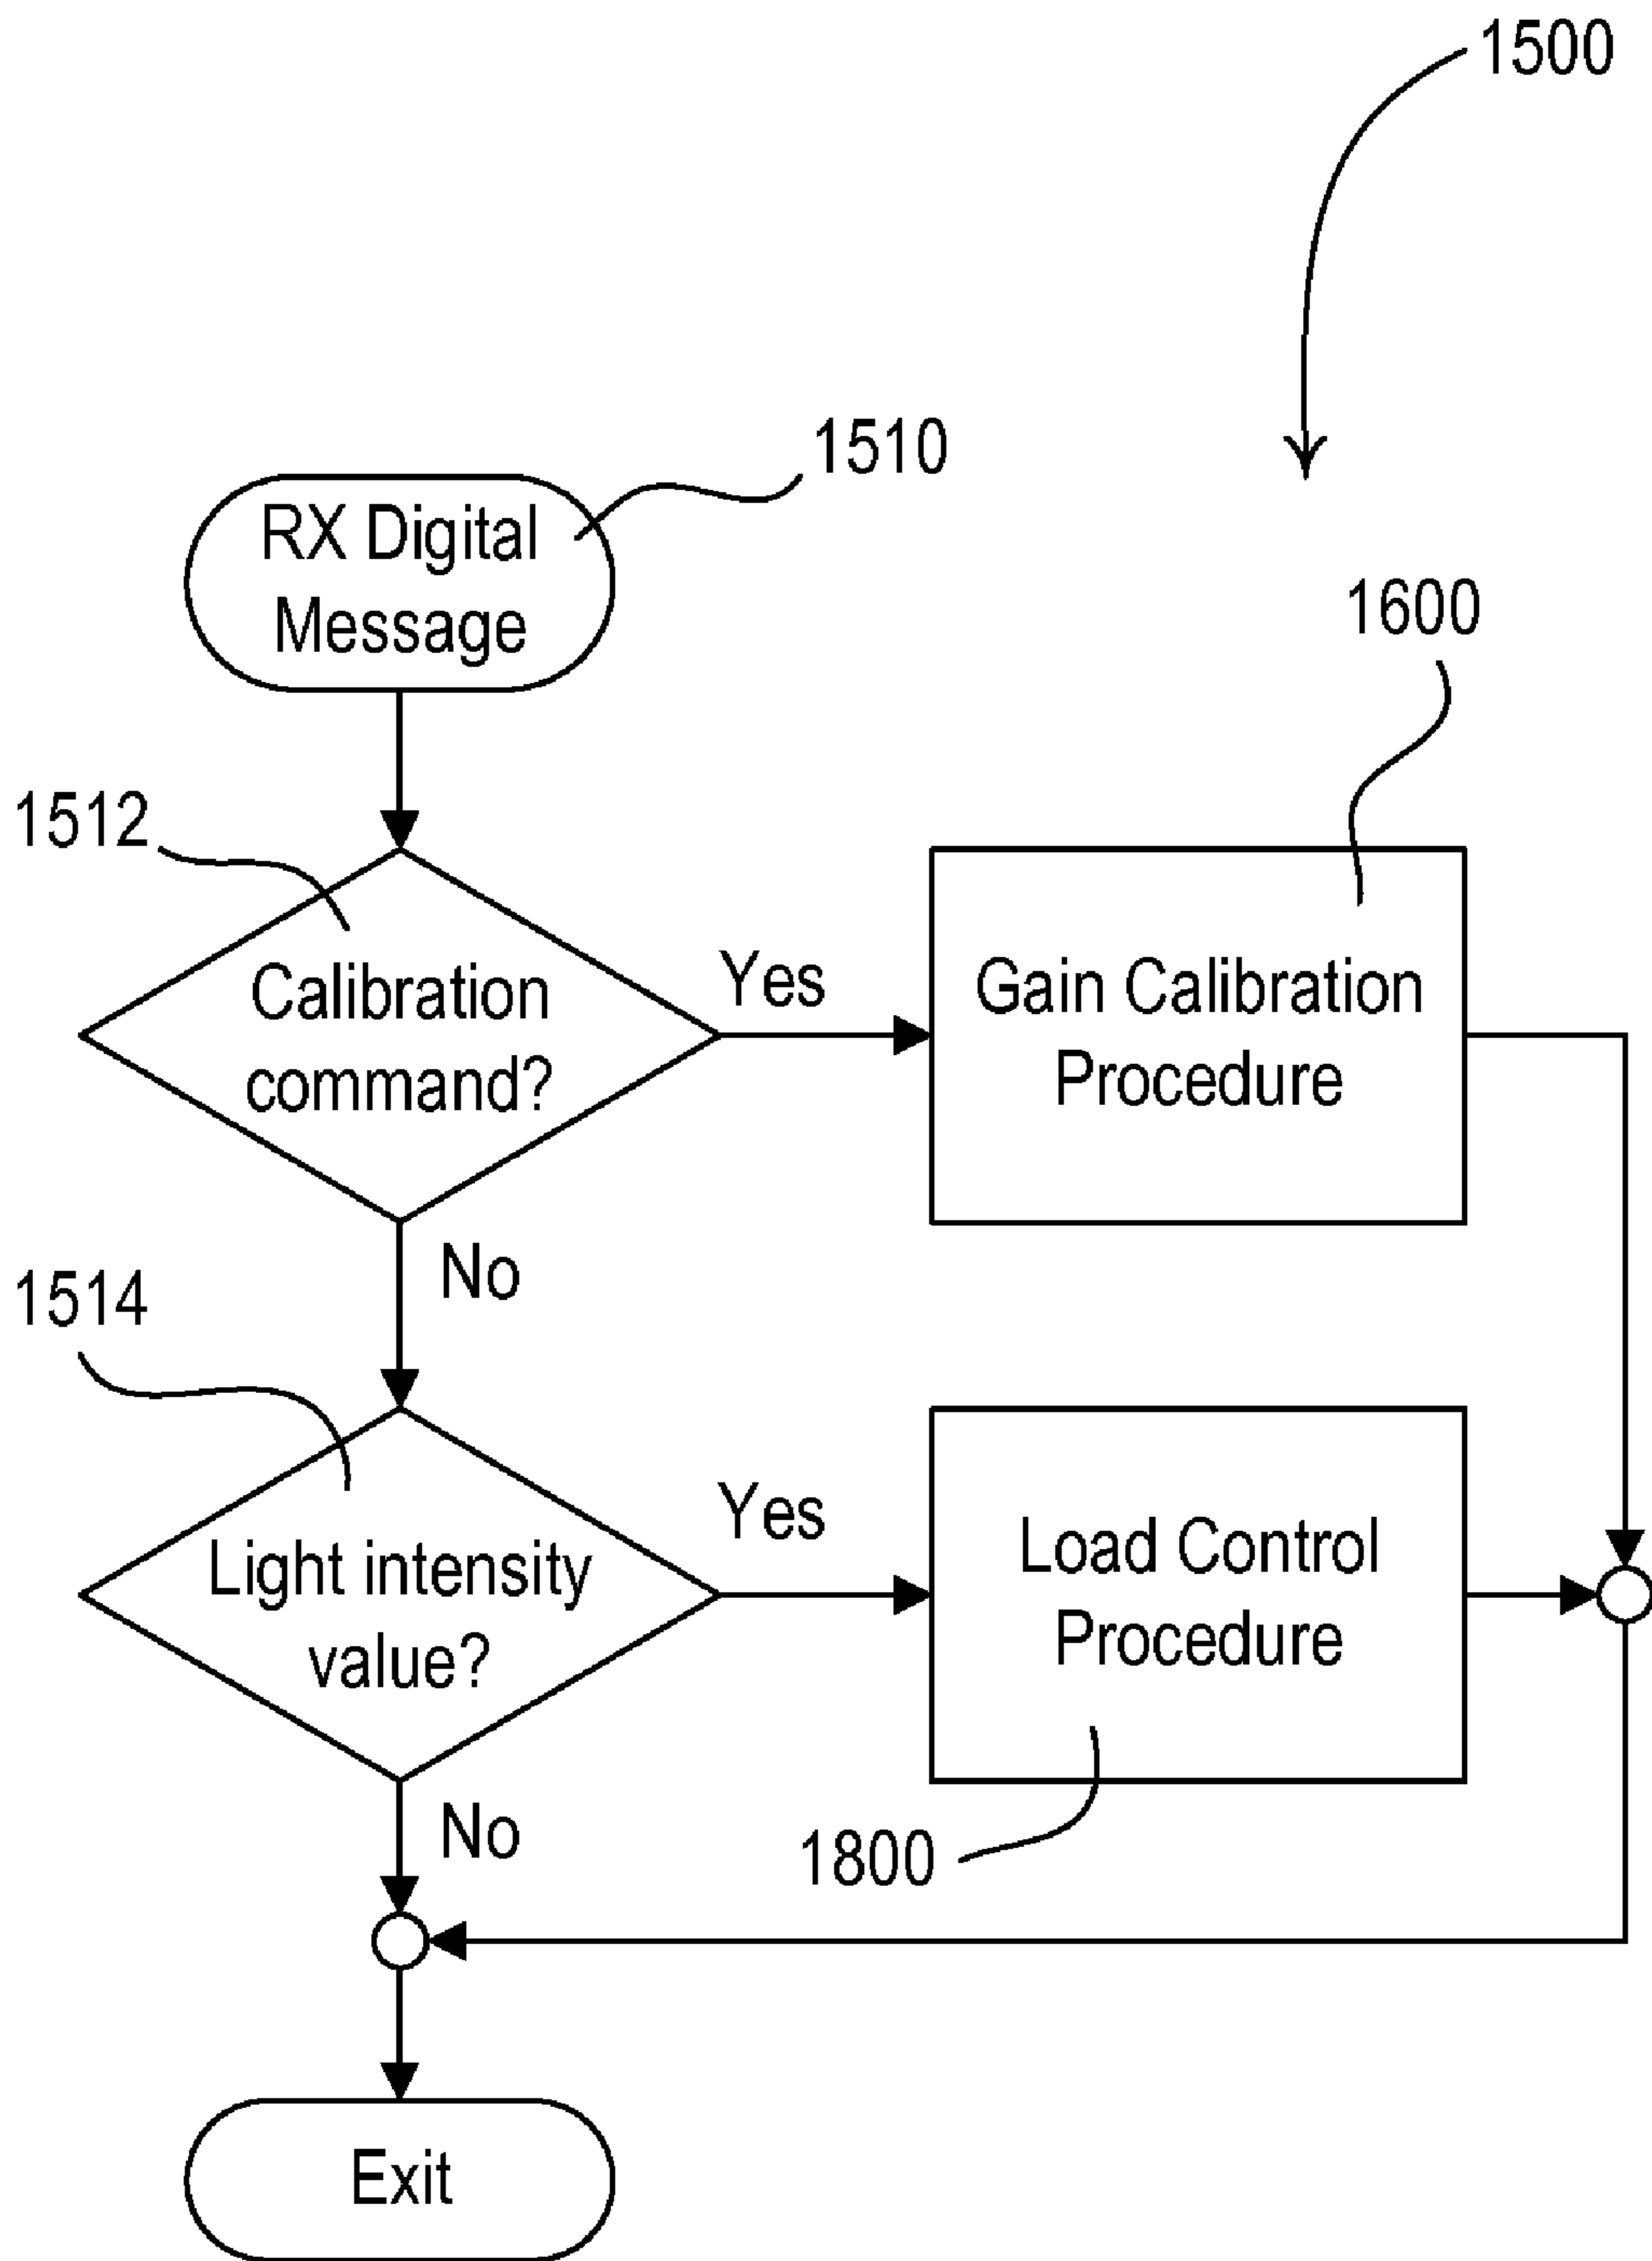 1500
1510
RX Digital
Message
1600
1512
Calibration
command?
Yes
Gain Calibration
Procedure
No
1514
Light intensity
value?
Yes
Load Control
Procedure
No
1800
Exit